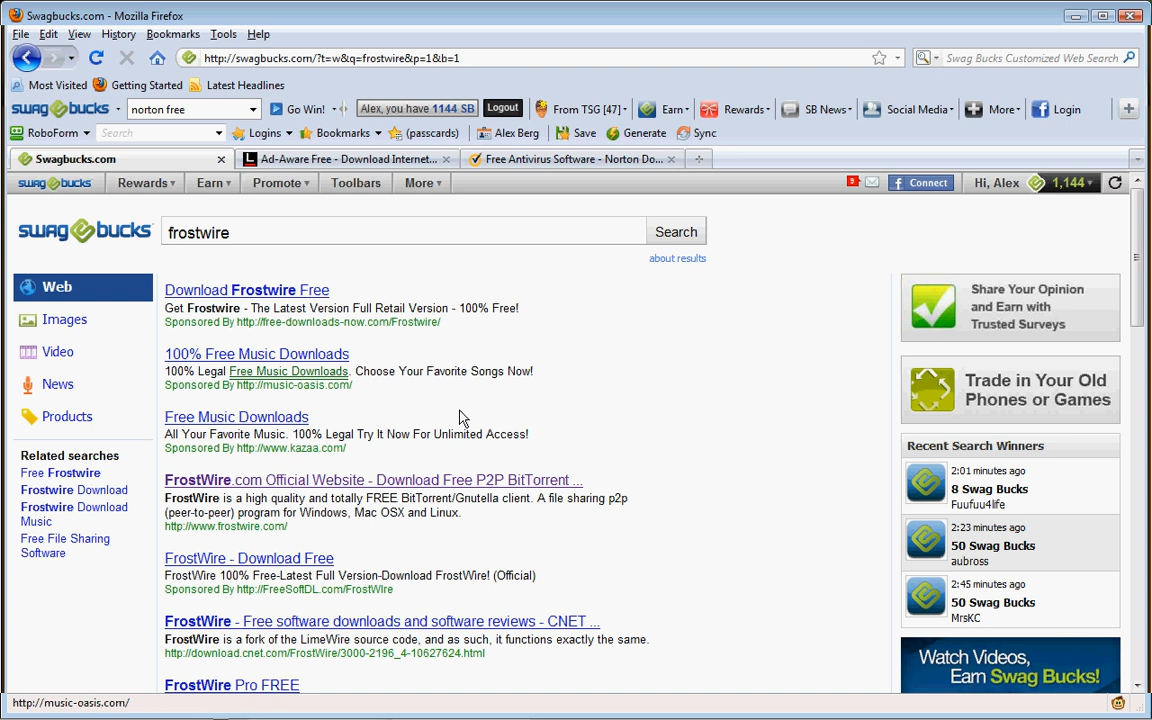 Swagbucks.com - Mozilla Firefox
File Edit View History Bookmarks Tools Help
http://swagbucks.com/?t=w&q=frostwire&p=1&b=1
Swag Bucks Customized Web Search
Most Visited Getting Started Latest Headlines
swagbucks norton free Go Win! Alex, you have 1144 SB Logout From TSG [47] Earn Rewards SB News Social Media More Login
RoboForm Search Logins Bookmarks (passcards) Alex Berg Save Generate Sync
Swagbucks.com Ad-Aware Free - Download Internet... Free Antivirus Software - Norton Do...
swagbucks Rewards Earn Promote Toolbars More 9 Connect Hi, Alex 1,144
swagbucks frostwire Search
about results
Web
Images
Video
News
Products
Related searches
Free Frostwire
Frostwire Download
Frostwire Download
Music
Free File Sharing
Software
Download Frostwire Free
Get Frostwire - The Latest Version Full Retail Version - 100% Free!
Sponsored By http://free-downloads-now.com/Frostwire/
100% Free Music Downloads
100% Legal Free Music Downloads. Choose Your Favorite Songs Now!
Sponsored By http://music-oasis.com/
Free Music Downloads
All Your Favorite Music. 100% Legal Try It Now For Unlimited Access!
Sponsored By http://www.kazaa.com/
FrostWire.com Official Website - Download Free P2P BitTorrent ...
FrostWire is a high quality and totally FREE BitTorrent/Gnutella client. A file sharing p2p
(peer-to-peer) program for Windows, Mac OSX and Linux.
http://www.frostwire.com/
FrostWire - Download Free
FrostWire 100% Free-Latest Full Version-Download FrostWire! (Official)
Sponsored By http://FreeSoftDL.com/FrostWire
FrostWire - Free software downloads and software reviews - CNET ...
FrostWire is a fork of the LimeWire source code, and as such, it functions exactly the same.
http://download.cnet.com/FrostWire/3000-2196_4-10627624.html
FrostWire Pro FREE
Share Your Opinion
and Earn with
Trusted Surveys
Trade in Your Old
Phones or Games
Recent Search Winners
2:01 minutes ago
8 Swag Bucks
Fuufuu4life
2:23 minutes ago
50 Swag Bucks
aubross
2:45 minutes ago
50 Swag Bucks
MrsKC
Watch Videos,
Earn Swag Bucks!
http://music-oasis.com/